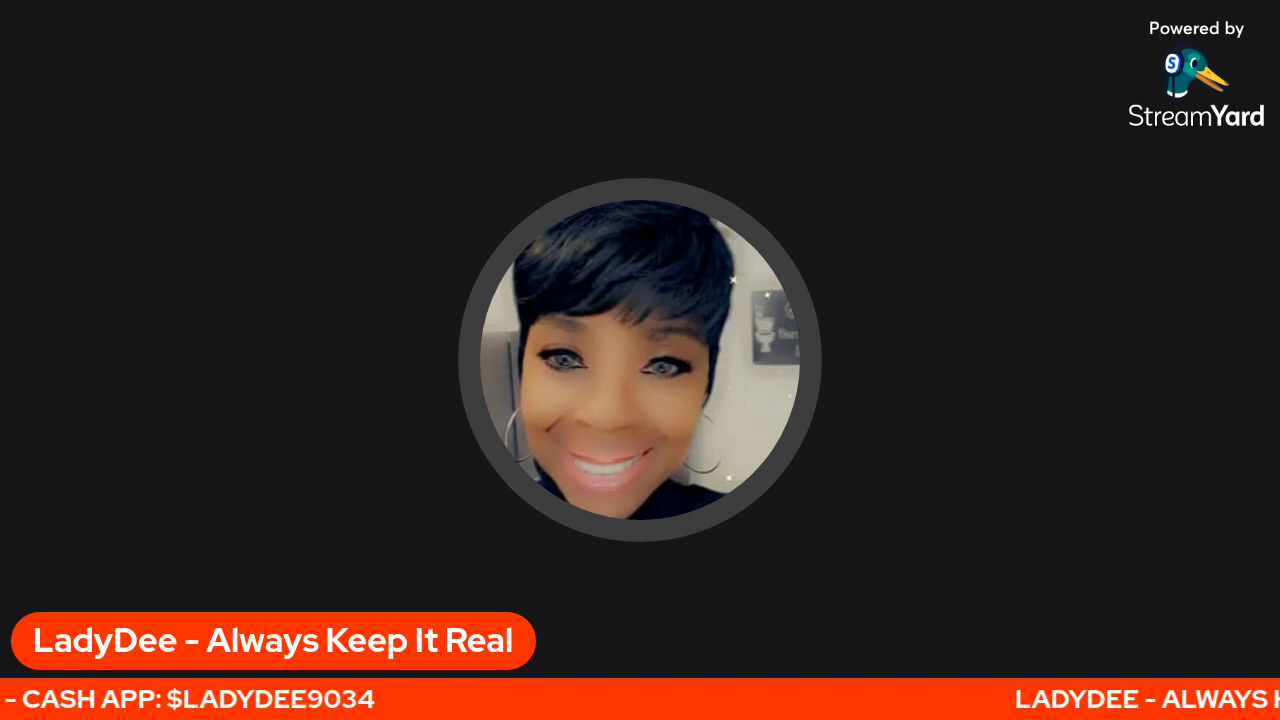 Powered by
S
StreamYard
LadyDee - Always Keep It Real
- CASH APP: $LADYDEE9034
LADYDEE - ALWAYS